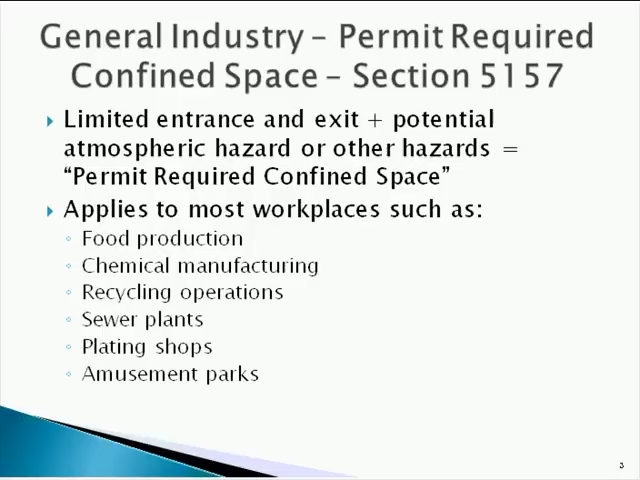 General Industry – Permit Required
Confined Space – Section 5157
Limited entrance and exit + potential
atmospheric hazard or other hazards =
“Permit Required Confined Space”
Applies to most workplaces such as:
Food production
Chemical manufacturing
Recycling operations
Sewer plants
Plating shops
Amusement parks
3